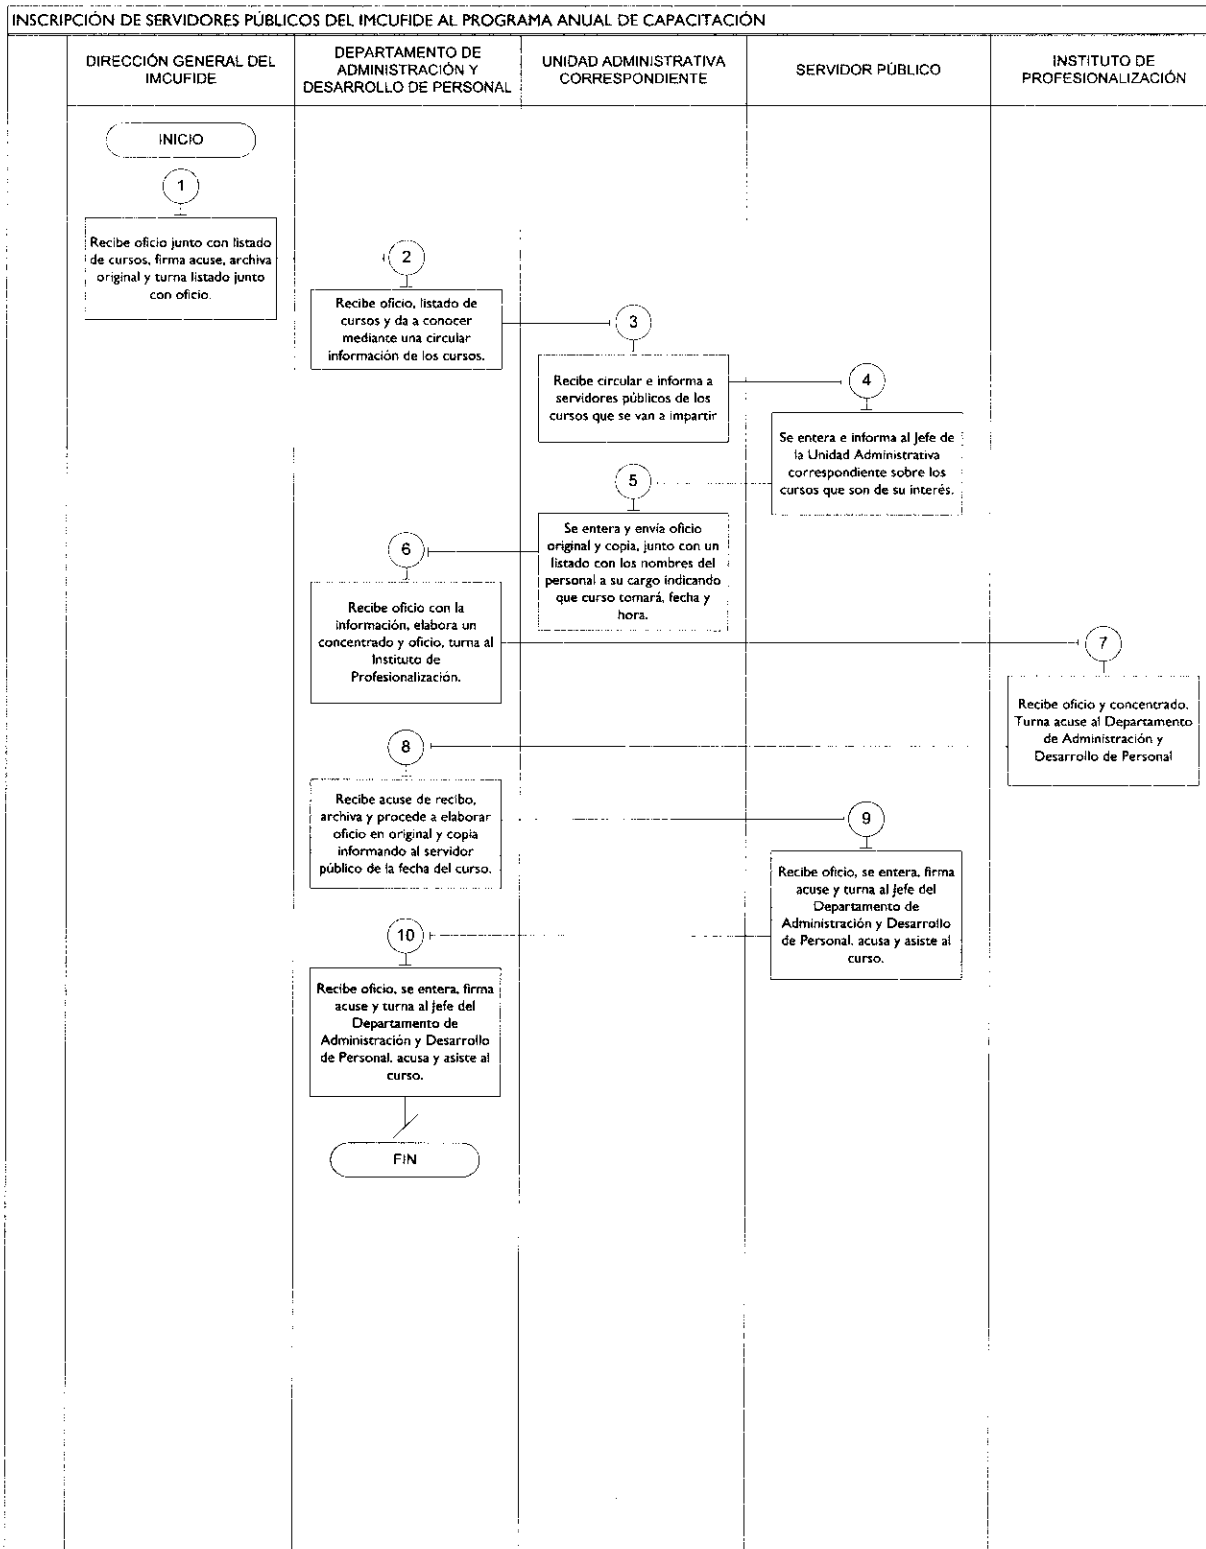 INSCRIPCIÓN DE SERVIDORES PÚBLICOS DEL IMCUFIDE AL PROGRAMA ANUAL DE CAPACITACIÓN
DIRECCIÓN GENERAL DEL
IMCUFIDE
DEPARTAMENTO DE
ADMINISTRACIÓN Y
DESARROLLO DE PERSONAL
UNIDAD ADMINISTRATIVA
CORRESPONDIENTE
SERVIDOR PÚBLICO
INSTITUTO DE
PROFESIONALIZACIÓN
INICIO
1
Recibe oficio junto con listado
de cursos, firma acuse, archiva
original y turna listado junto
con oficio.
2
Recibe oficio, listado de
cursos y da a conocer
mediante una circular
información de los cursos.
3
Recibe circular e informa a
servidores públicos de los
cursos que se van a impartir
4
Se entera e informa al Jefe de
la Unidad Administrativa
correspondiente sobre los
cursos que son de su interés.
5
Se entera y envía oficio
original y copia, junto con un
listado con los nombres del
personal a su cargo indicando
que curso tomará, fecha y
hora.
6
Recibe oficio con la
información, elabora un
concentrado y oficio, turna al
Instituto de
Profesionalización.
7
Recibe oficio y concentrado.
Turna acuse al Departamento
de Administración y
Desarrollo de Personal
8
Recibe acuse de recibo,
archiva y procede a elaborar
oficio en original y copia
informando al servidor
público de la fecha del curso.
9
Recibe oficio, se entera, firma
acuse y turna al Jefe del
Departamento de
Administración y Desarrollo
de Personal, acusa y asiste al
curso.
10
Recibe oficio, se entera, firma
acuse y turna al Jefe del
Departamento de
Administración y Desarrollo
de Personal, acusa y asiste al
curso.
FIN